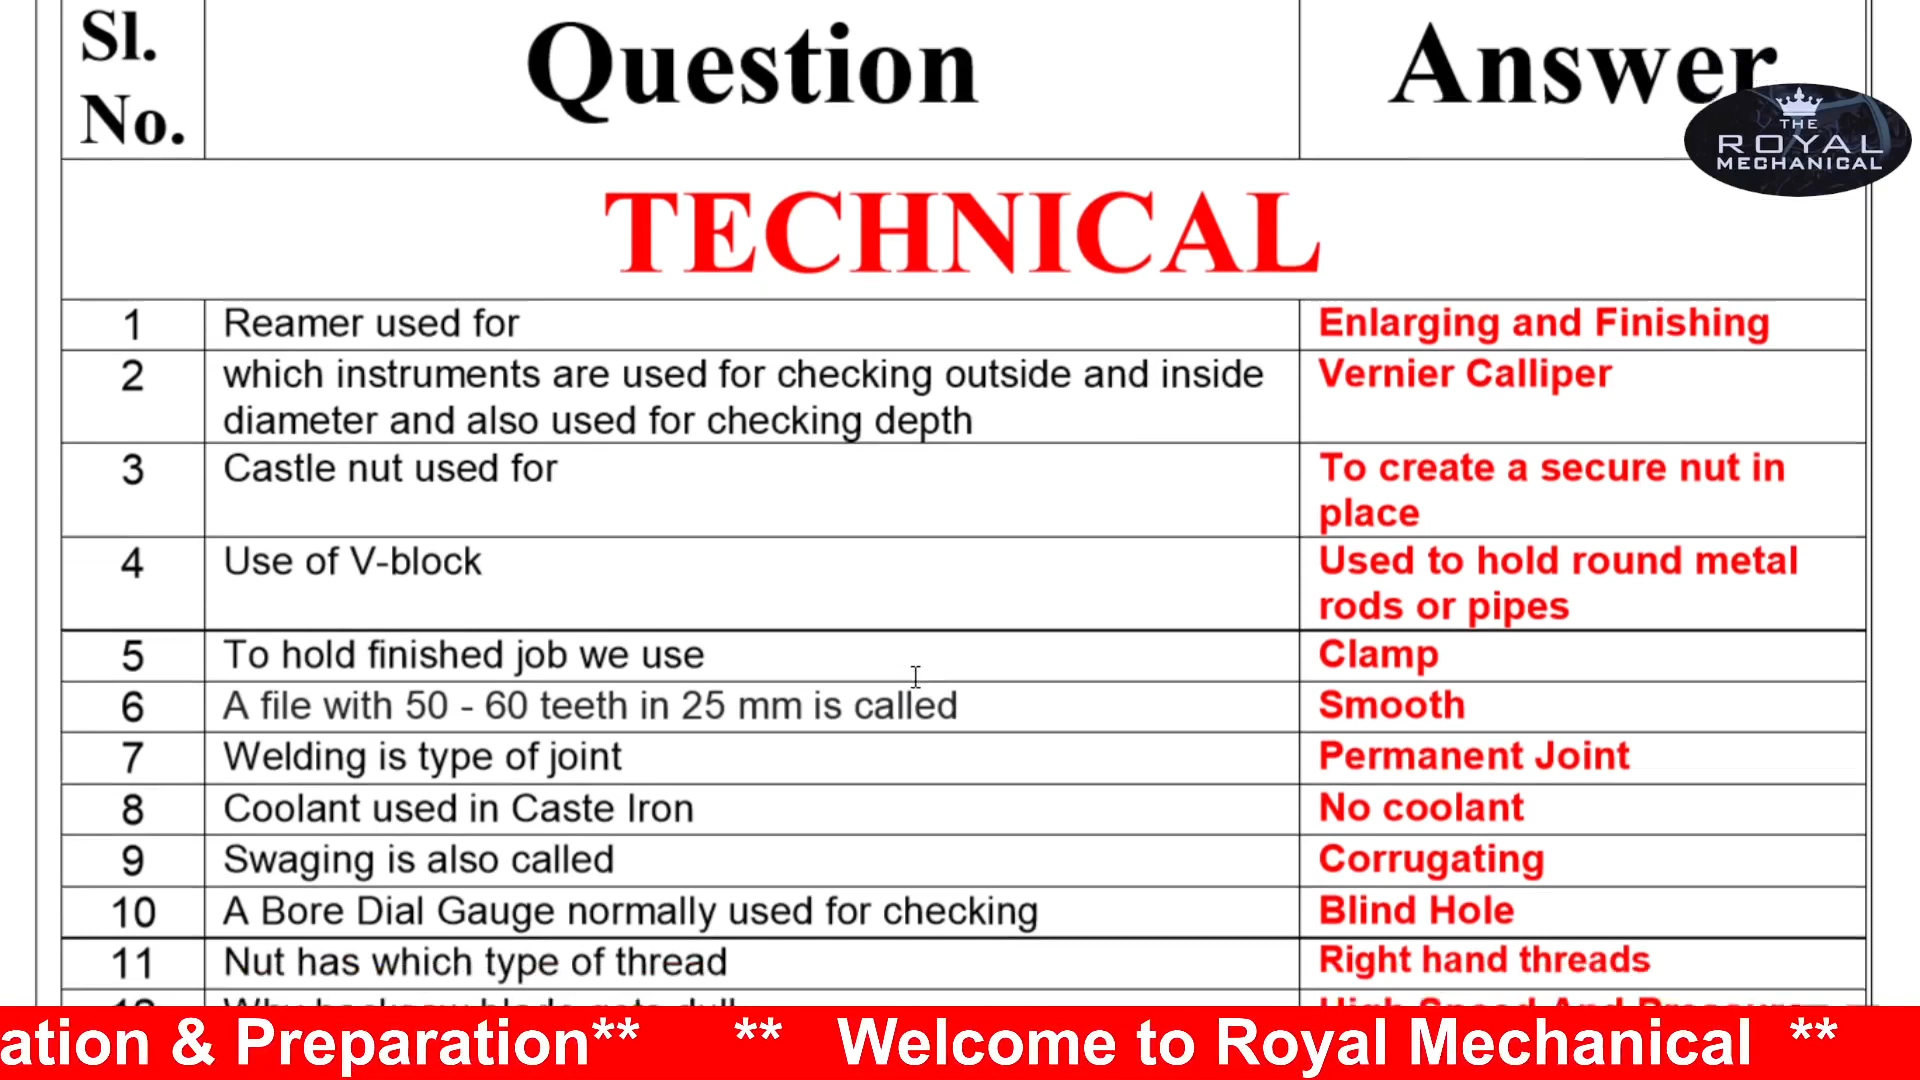 Sl.
No.
Question
Answer
THE
ROYAL
MECHANICAL
TECHNICAL
1 Reamer used for Enlarging and Finishing
2 which instruments are used for checking outside and inside Vernier Calliper
diameter and also used for checking depth
3 Castle nut used for To create a secure nut in
place
4 Use of V-block Used to hold round metal
rods or pipes
5 To hold finished job we use Clamp
6 A file with 50 - 60 teeth in 25 mm is called Smooth
7 Welding is type of joint Permanent Joint
8 Coolant used in Caste Iron No coolant
9 Swaging is also called Corrugating
10 A Bore Dial Gauge normally used for checking Blind Hole
11 Nut has which type of thread Right hand threads
ation & Preparation** ** Welcome to Royal Mechanical **